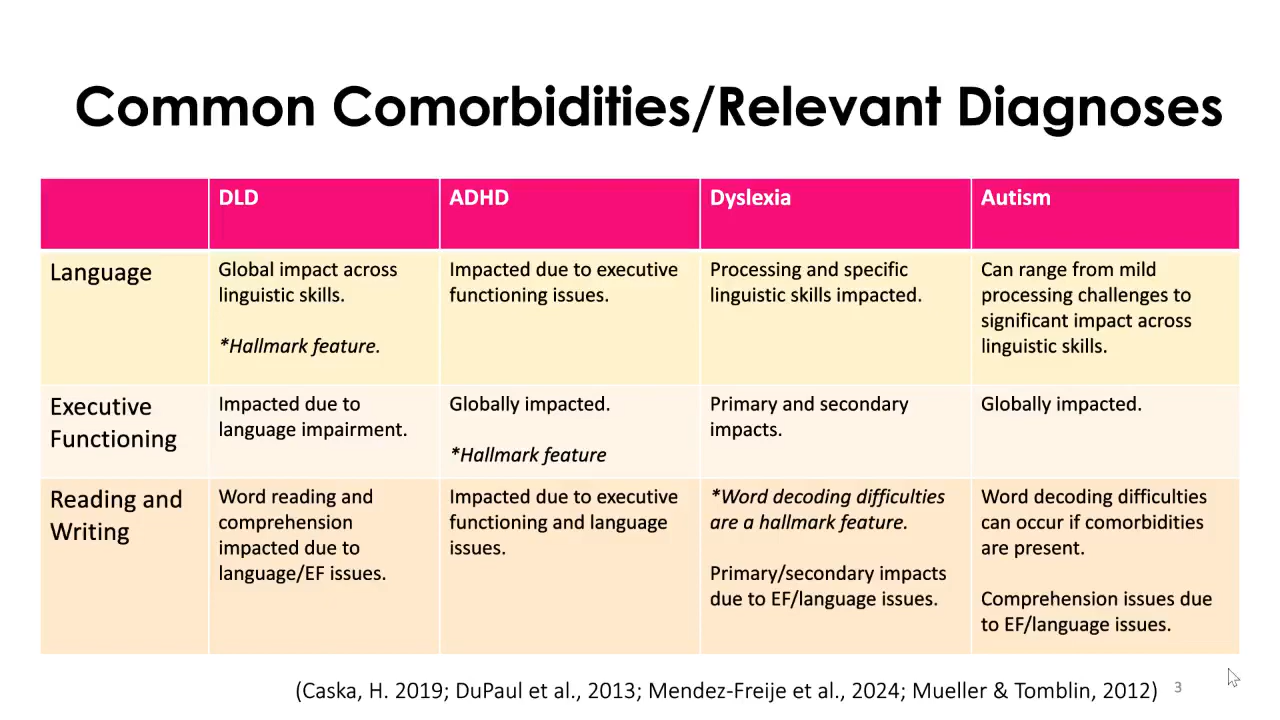 Common Comorbidities/Relevant Diagnoses
DLD
ADHD
Dyslexia
Autism
Language
Global impact across
linguistic skills.
*Hallmark feature.
Impacted due to executive
functioning issues.
Processing and specific
linguistic skills impacted.
Can range from mild
processing challenges to
significant impact across
linguistic skills.
Executive
Functioning
Impacted due to
language impairment.
Globally impacted.
*Hallmark feature
Primary and secondary
impacts.
Globally impacted.
Reading and
Writing
Word reading and
comprehension
impacted due to
language/EF issues.
Impacted due to executive
functioning and language
issues.
*Word decoding difficulties
are a hallmark feature.
Primary/secondary impacts
due to EF/language issues.
Word decoding difficulties
can occur if comorbidities
are present.
Comprehension issues due
to EF/language issues.
(Caska, H. 2019; DuPaul et al., 2013; Mendez-Freije et al., 2024; Mueller & Tomblin, 2012)
3